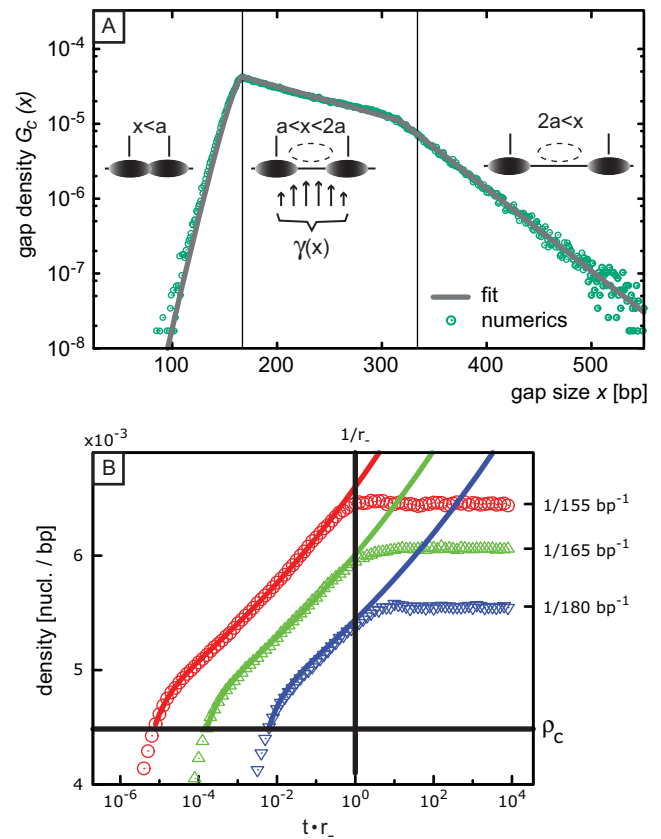 A
gap density G_c (x)
10^-4
10^-5
10^-6
10^-7
10^-8
x<a
a<x<2a
2a<x
γ(x)
fit
numerics
100
200
300
400
500
gap size x [bp]
B
x10^-3
1/r_-
density [nucl. / bp]
6
5
4
1/155 bp^-1
1/165 bp^-1
1/180 bp^-1
ρ_c
10^-6
10^-4
10^-2
10^0
10^2
10^4
t•r_-